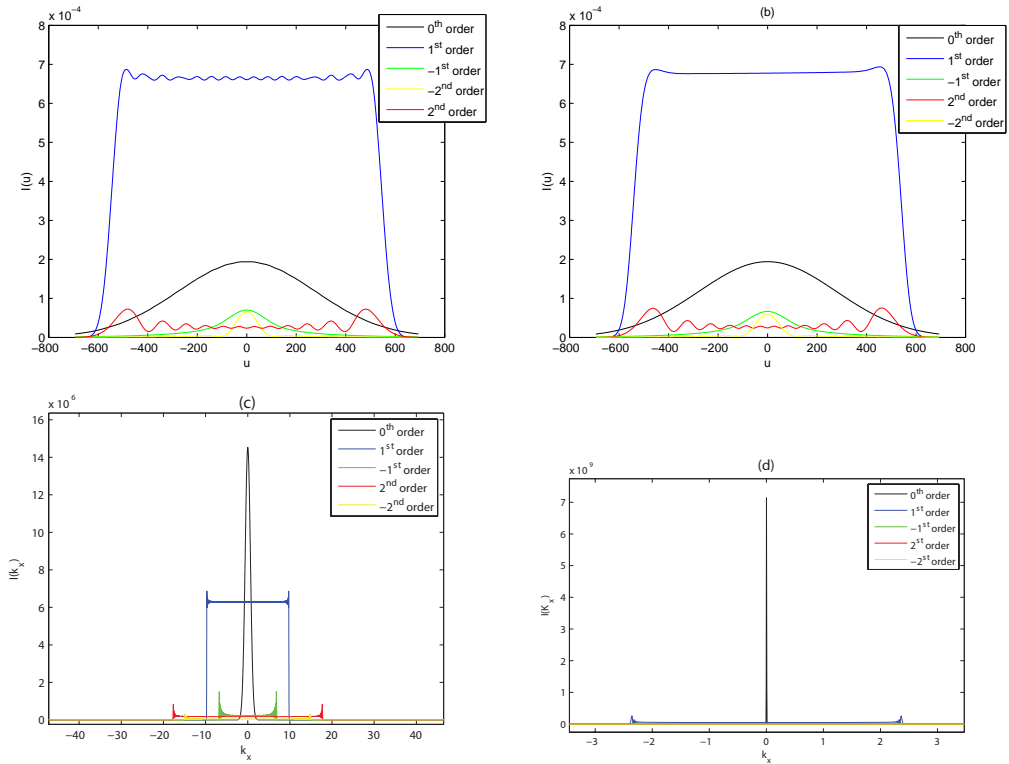 x 10⁻⁴
0ᵗʰ order
1ˢᵗ order
−1ˢᵗ order
−2ⁿᵈ order
2ⁿᵈ order
8
7
6
5
4
3
2
1
0
I(u)
−800 −600 −400 −200 0 200 400 600 800
u
(b)
x 10⁻⁴
0ᵗʰ order
1ˢᵗ order
−1ˢᵗ order
2ⁿᵈ order
−2ⁿᵈ order
8
7
6
5
4
3
2
1
0
I(u)
−800 −600 −400 −200 0 200 400 600 800
u
(c)
x 10⁶
0ᵗʰ order
1ˢᵗ order
−1ˢᵗ order
2ⁿᵈ order
−2ⁿᵈ order
16
14
12
10
8
6
4
2
0
I(kₓ)
−40 −30 −20 −10 0 10 20 30 40
kₓ
(d)
x 10⁹
0ᵗʰ order
1ˢᵗ order
−1ˢᵗ order
2ˢᵗ order
−2ˢᵗ order
7
6
5
4
3
2
1
0
I(Kₓ)
−3 −2 −1 0 1 2 3
kₓ